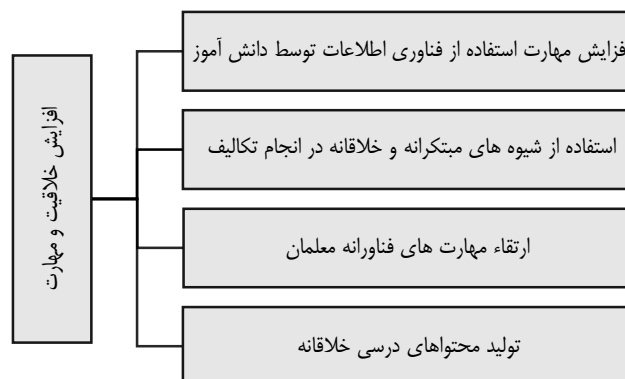 افزایش خلاقیت و مهارت
فزایش مهارت استفاده از فناوری اطلاعات توسط دانش آموز
استفاده از شیوه های مبتکرانه و خلاقانه در انجام تکالیف
ارتقاء مهارت های فناورانه معلمان
تولید محتواهای درسی خلاقانه